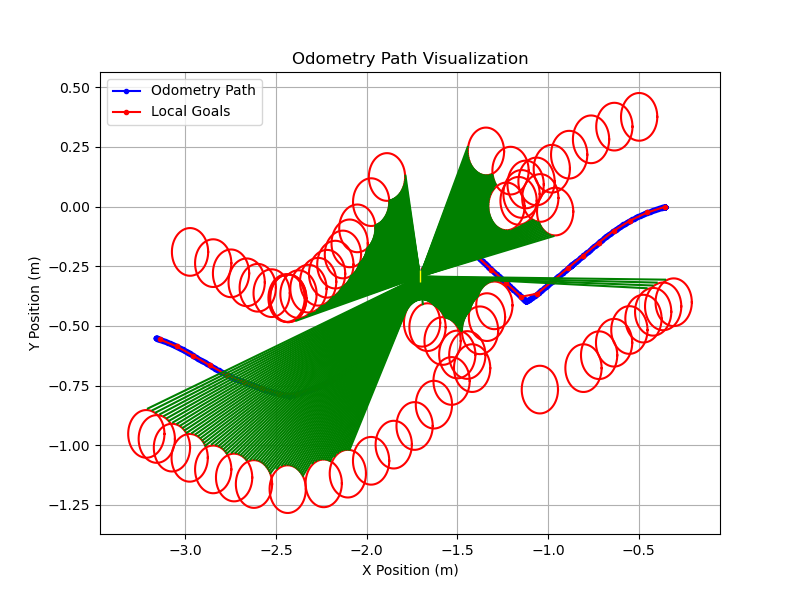 Odometry Path Visualization
Odometry Path
Local Goals
Y Position (m)
0.50
0.25
0.00
−0.25
−0.50
−0.75
−1.00
−1.25
−3.0 −2.5 −2.0 −1.5 −1.0 −0.5
X Position (m)